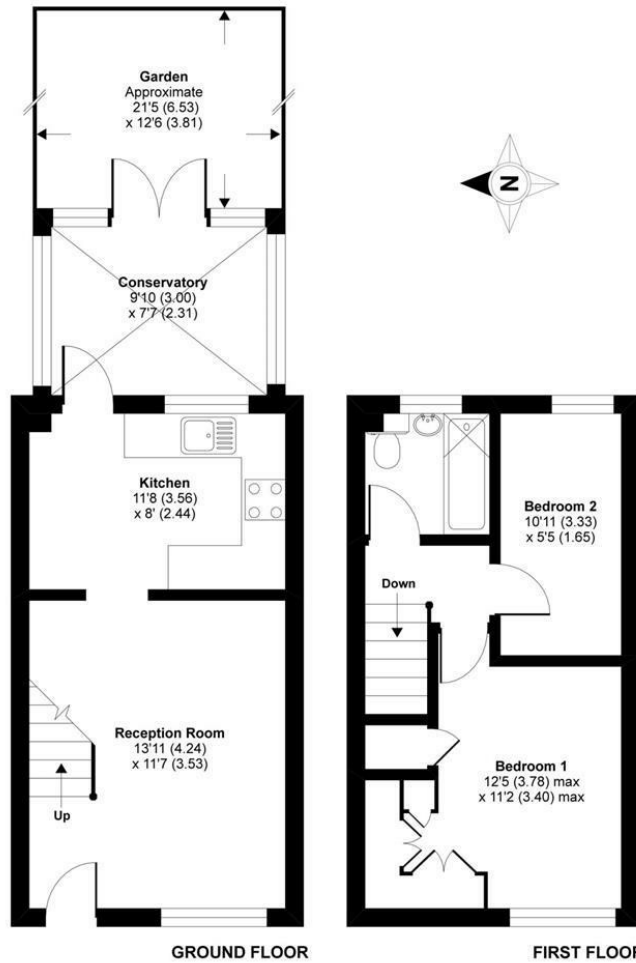 Garden
Approximate
21'5 (6.53)
x 12'6 (3.81)
N
Conservatory
9'10 (3.00)
x 7'7 (2.31)
Kitchen
11'8 (3.56)
x 8' (2.44)
Bedroom 2
10'11 (3.33)
x 5'5 (1.65)
Down
Reception Room
13'11 (4.24)
x 11'7 (3.53)
Up
Bedroom 1
12'5 (3.78) max
x 11'2 (3.40) max
GROUND FLOOR
FIRST FLOOR